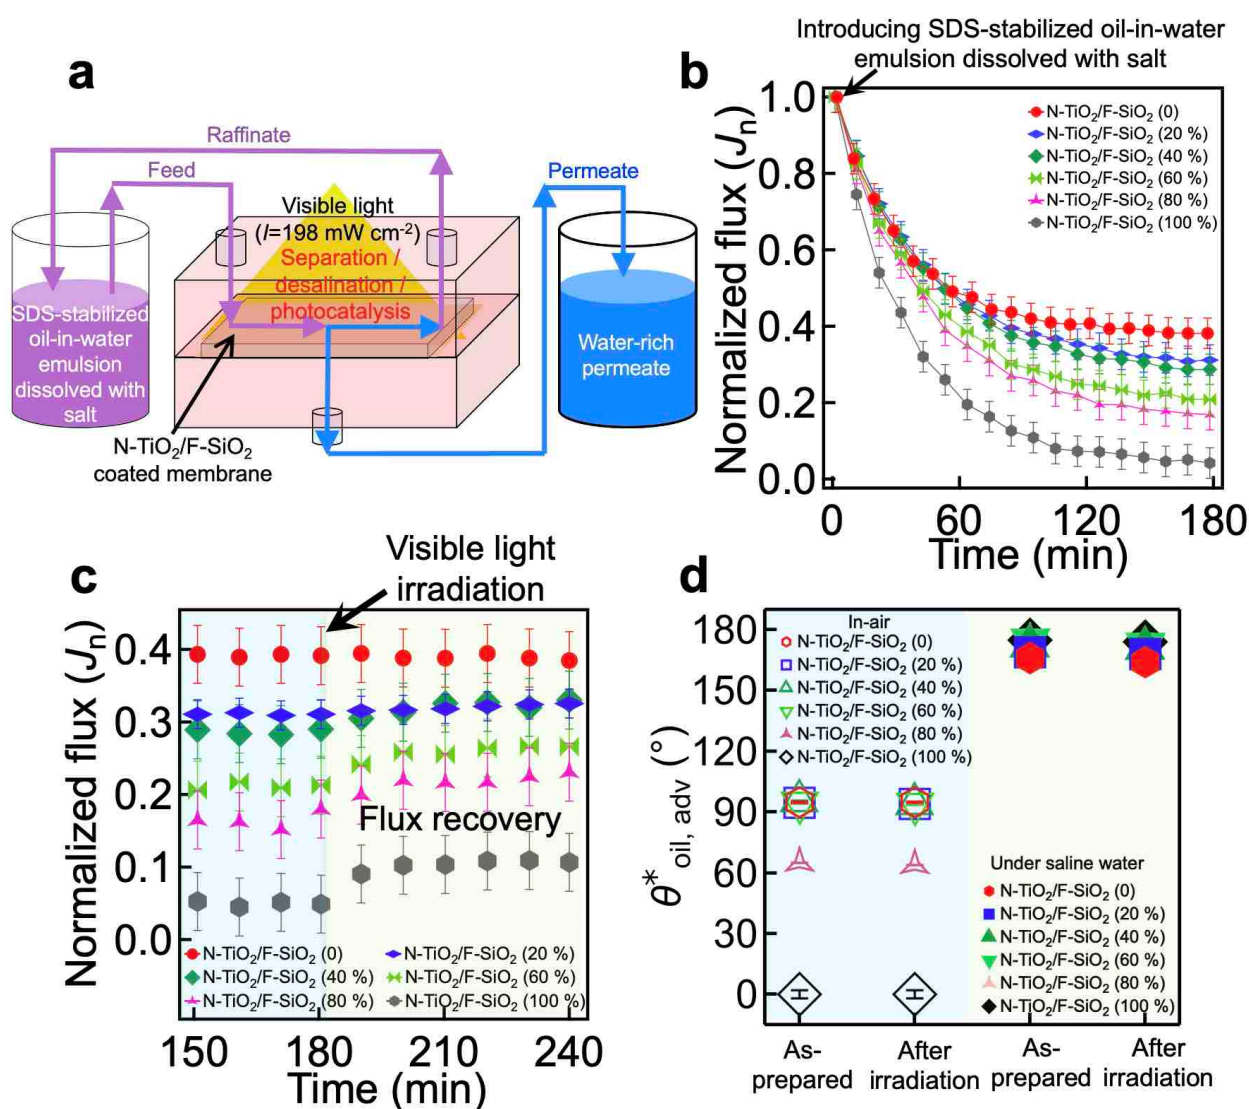 a
Raffinate
Feed
Permeate
Visible light
(I=198 mW cm-2)
Separation /
desalination /
photocatalysis
SDS-stabilized
oil-in-water
emulsion
dissolved with
salt
Water-rich
permeate
N-TiO2/F-SiO2
coated membrane
b
Introducing SDS-stabilized oil-in-water
emulsion dissolved with salt
N-TiO2/F-SiO2 (0)
N-TiO2/F-SiO2 (20 %)
N-TiO2/F-SiO2 (40 %)
N-TiO2/F-SiO2 (60 %)
N-TiO2/F-SiO2 (80 %)
N-TiO2/F-SiO2 (100 %)
Normalized flux (Jn)
1.0
0.8
0.6
0.4
0.2
0.0
0 60 120 180
Time (min)
c
Visible light
irradiation
Normalized flux (Jn)
0.4
0.3
0.2
0.1
0.0
Flux recovery
N-TiO2/F-SiO2 (0) N-TiO2/F-SiO2 (20 %)
N-TiO2/F-SiO2 (40 %) N-TiO2/F-SiO2 (60 %)
N-TiO2/F-SiO2 (80 %) N-TiO2/F-SiO2 (100 %)
150 180 210 240
Time (min)
d
θ* oil, adv (°)
180
150
120
90
60
30
0
In-air
N-TiO2/F-SiO2 (0)
N-TiO2/F-SiO2 (20 %)
N-TiO2/F-SiO2 (40 %)
N-TiO2/F-SiO2 (60 %)
N-TiO2/F-SiO2 (80 %)
N-TiO2/F-SiO2 (100 %)
Under saline water
N-TiO2/F-SiO2 (0)
N-TiO2/F-SiO2 (20 %)
N-TiO2/F-SiO2 (40 %)
N-TiO2/F-SiO2 (60 %)
N-TiO2/F-SiO2 (80 %)
N-TiO2/F-SiO2 (100 %)
As-
prepared
After
irradiation
As-
prepared
After
irradiation